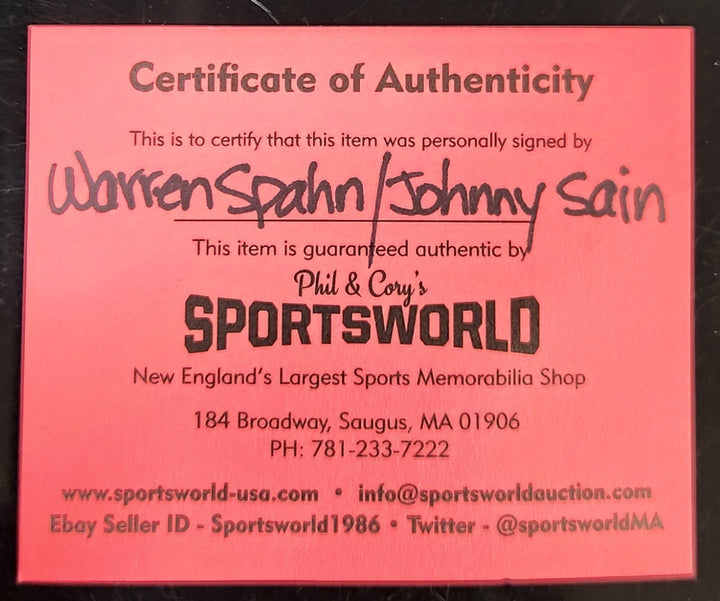 Certificate of Authenticity
This is to certify that this item was personally signed by
Warren Spahn/Johnny Sain
This item is guaranteed authentic by
Phil & Cory's
SPORTSWORLD
New England's Largest Sports Memorabilia Shop
184 Broadway, Saugus, MA 01906
PH: 781-233-7222
www.sportsworld-usa.com • info@sportsworldauction.com
Ebay Seller ID - Sportsworld1986 • Twitter - @sportsworldMA